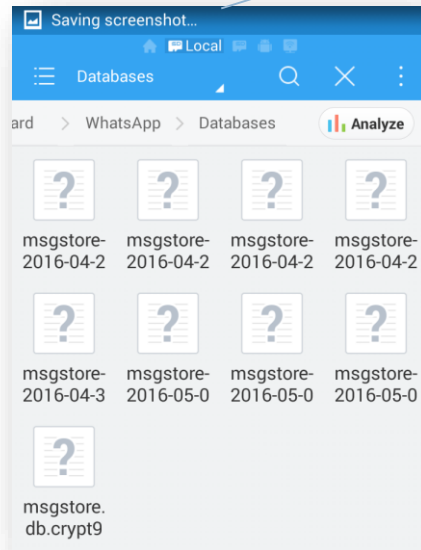 Saving screenshot...
Local
Databases
ard > WhatsApp > Databases Analyze
msgstore-2016-04-2
msgstore-2016-04-2
msgstore-2016-04-2
msgstore-2016-04-2
msgstore-2016-04-3
msgstore-2016-05-0
msgstore-2016-05-0
msgstore-2016-05-0
msgstore.
db.crypt9